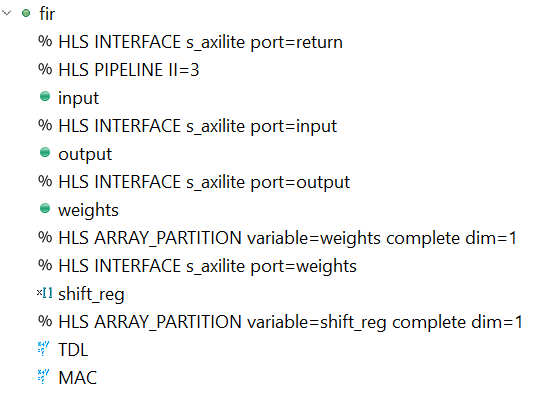 fir
% HLS INTERFACE s_axilite port=return
% HLS PIPELINE II=3
input
% HLS INTERFACE s_axilite port=input
output
% HLS INTERFACE s_axilite port=output
weights
% HLS ARRAY_PARTITION variable=weights complete dim=1
% HLS INTERFACE s_axilite port=weights
x[] shift_reg
% HLS ARRAY_PARTITION variable=shift_reg complete dim=1
TDL
MAC